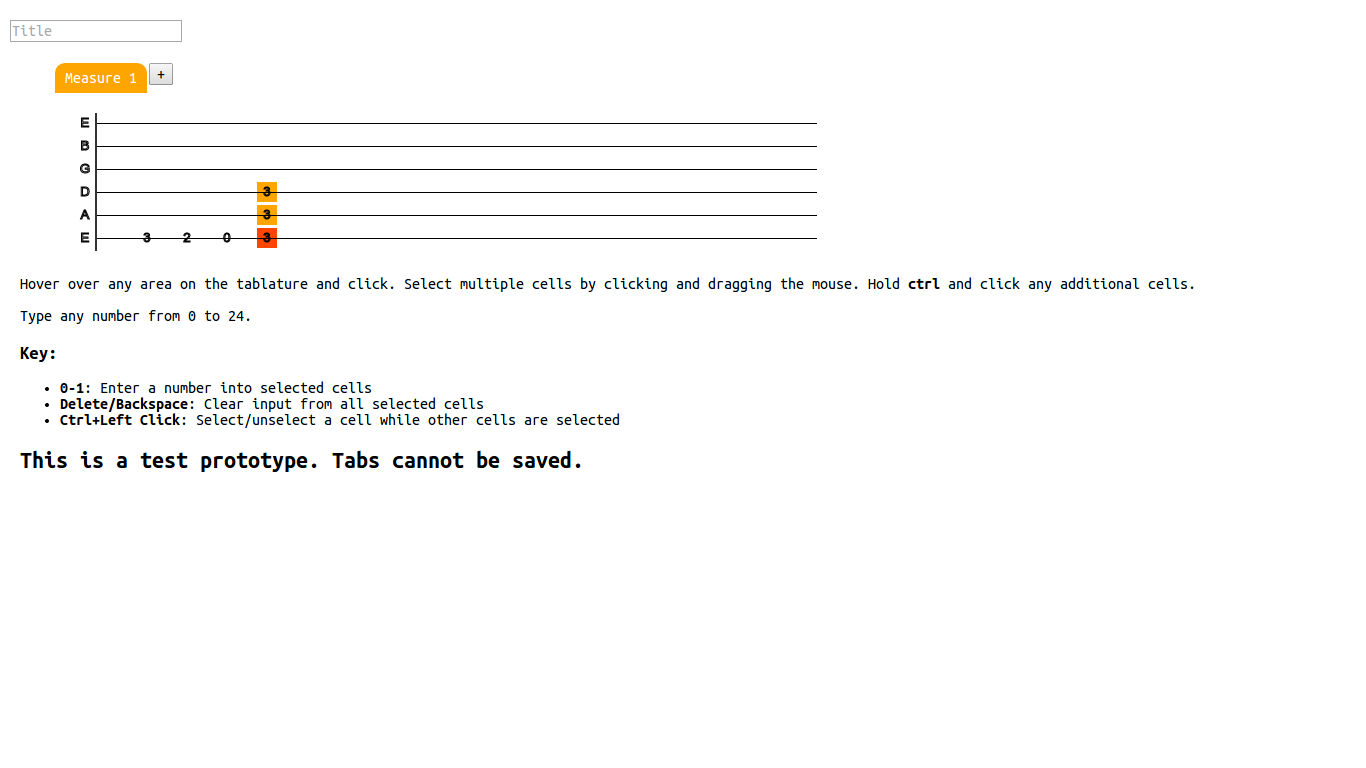 Title
Measure 1 +
E
B
G
D 3
A 3
E 3 2 0 3
Hover over any area on the tablature and click. Select multiple cells by clicking and dragging the mouse. Hold ctrl and click any additional cells.
Type any number from 0 to 24.
Key:
• 0-1: Enter a number into selected cells
• Delete/Backspace: Clear input from all selected cells
• Ctrl+Left Click: Select/unselect a cell while other cells are selected
This is a test prototype. Tabs cannot be saved.